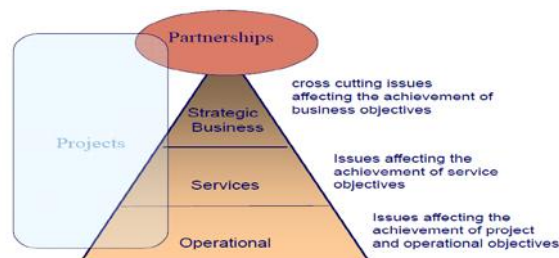 Partnerships
cross cutting issues
affecting the achievement of
business objectives
Strategic
Business
Projects
Issues affecting the
achievement of service
objectives
Services
Issues affecting the
achievement of project
and operational objectives
Operational